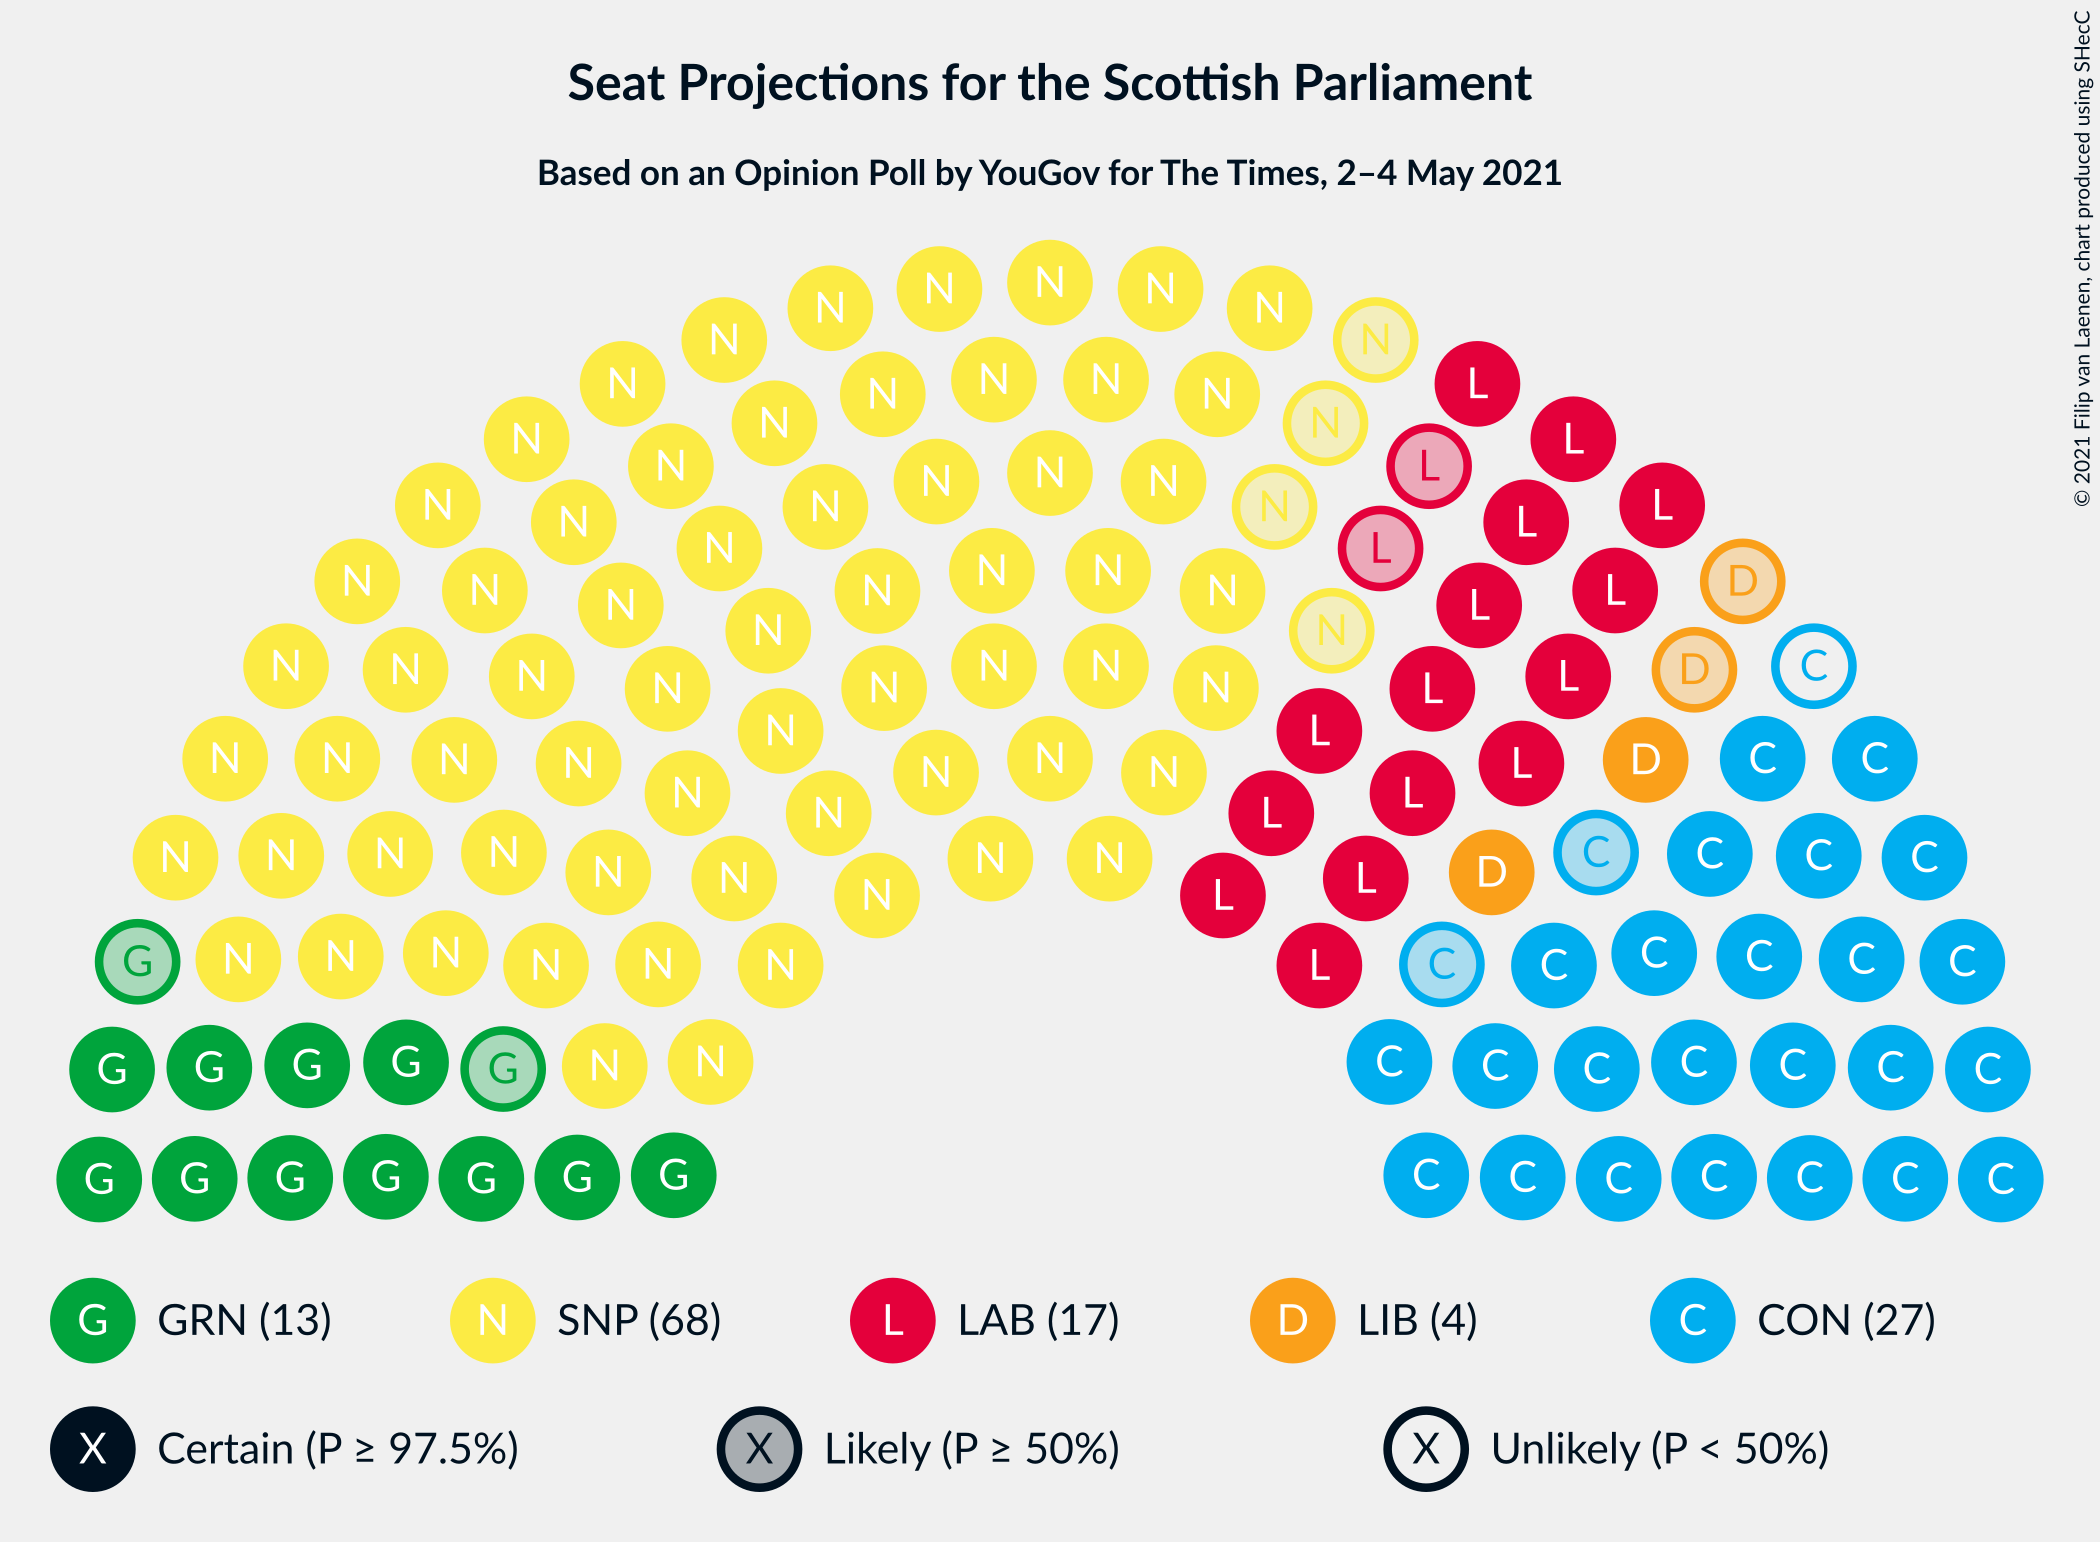 Seat Projections for the Scottish Parliament
Based on an Opinion Poll by YouGov for The Times, 2–4 May 2021
© 2021 Filip van Laenen, chart produced using SHecC
N N N N N
N N N
N N N N N N L
N N N L L
N N N N N N L
N N N N L L
N N N N N N L D
N N N N N L L
N N N N N N L D C
N N N N N L L
N N N N N N N L D C C
N N N N L
N N N N N N L D C C C C
N N N L L
G N N N N N N L C C C C C C
G G G G G N N C C C C C C C
G G G G G G G C C C C C C C
G GRN (13) N SNP (68) L LAB (17) D LIB (4) C CON (27)
X Certain (P ≥ 97.5%) X Likely (P ≥ 50%) X Unlikely (P < 50%)